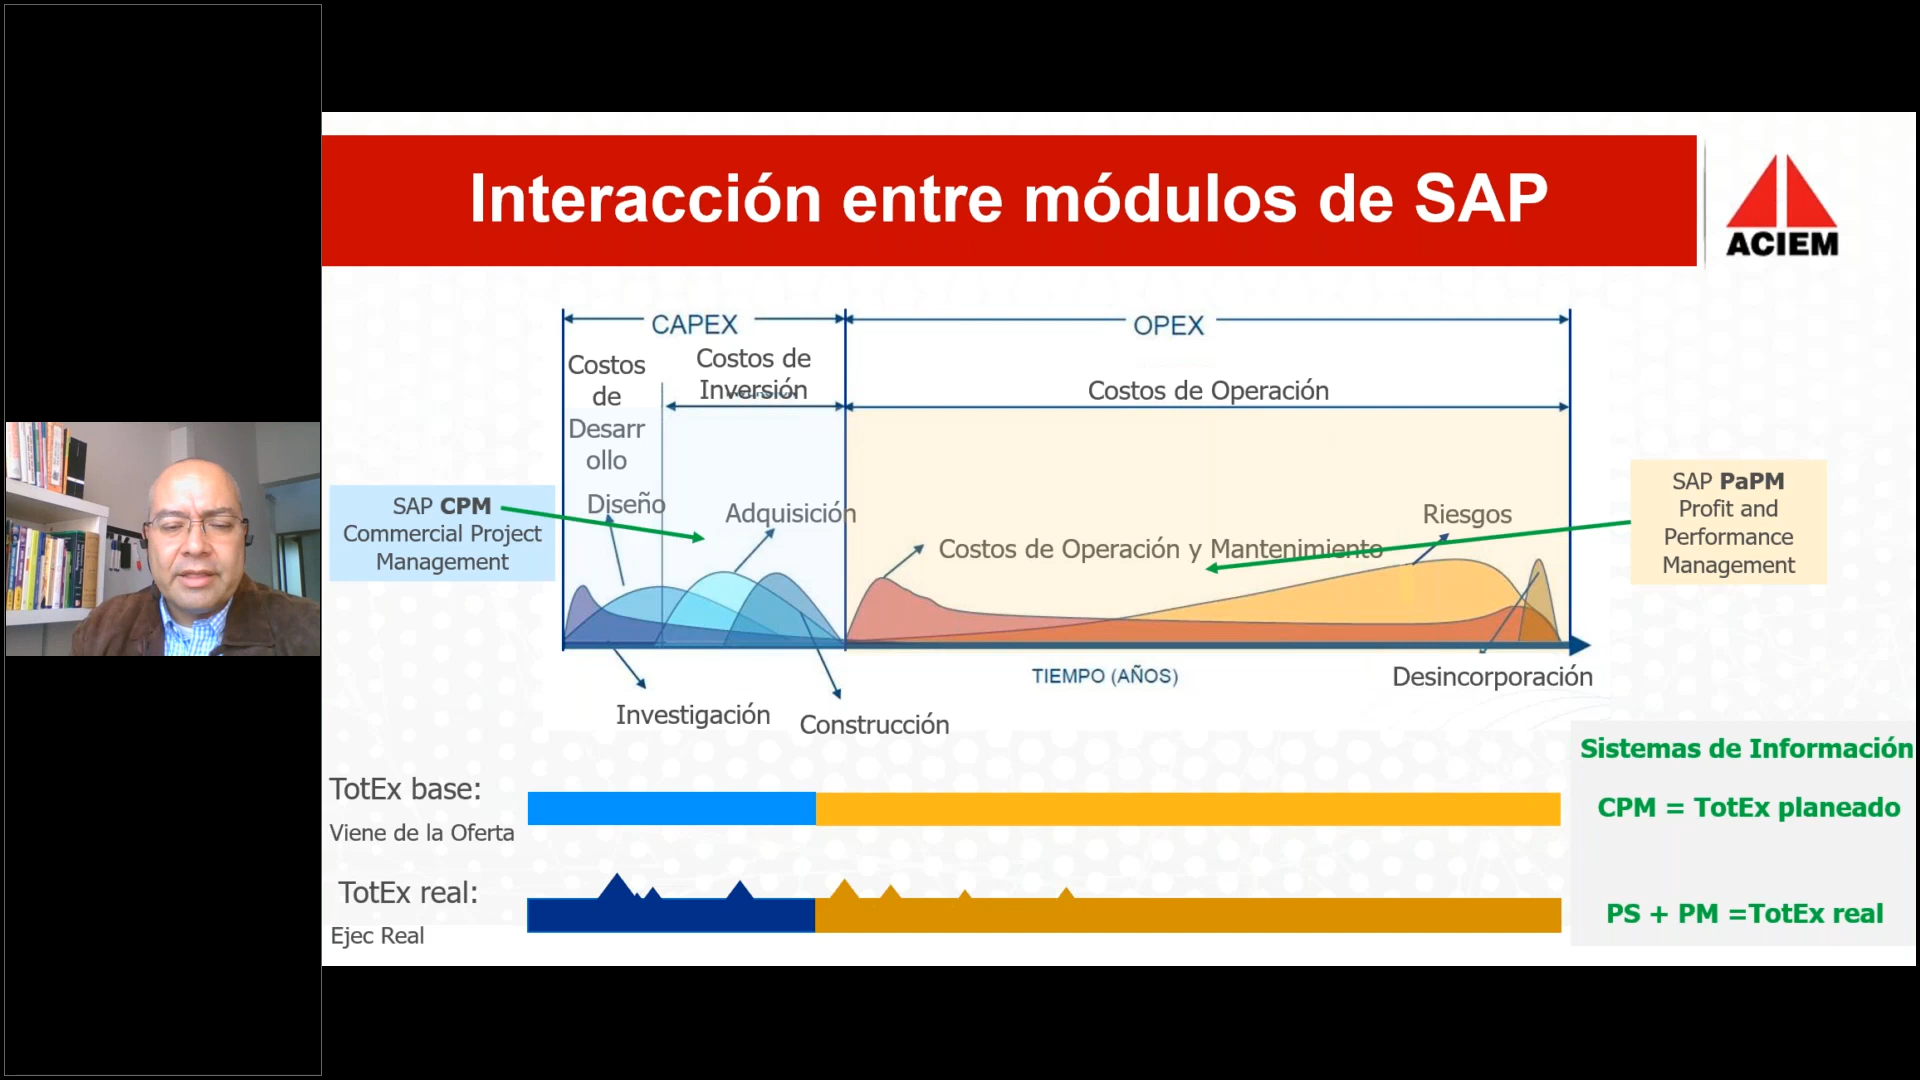 Interacción entre módulos de SAP
ACIEM
CAPEX
OPEX
Costos
de
Desarr
ollo
Costos de
Inversión
Costos de Operación
SAP CPM
Commercial Project
Management
Diseño
Adquisición
Costos de Operación y Mantenimiento
Riesgos
SAP PaPM
Profit and
Performance
Management
TIEMPO (AÑOS)
Desincorporación
Investigación
Construcción
Sistemas de Información
TotEx base:
Viene de la Oferta
CPM = TotEx planeado
TotEx real:
Ejec Real
PS + PM =TotEx real